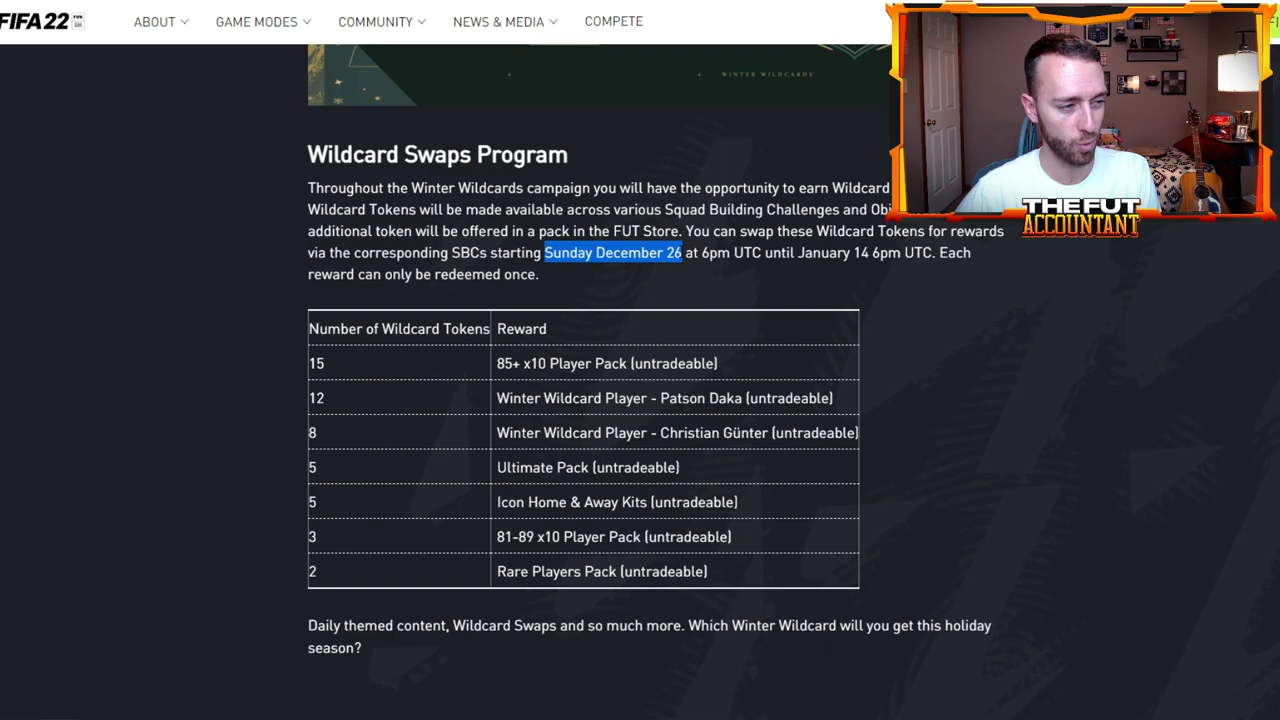 FIFA 22
ABOUT
GAME MODES
COMMUNITY
NEWS & MEDIA
COMPETE
WINTER WILDCARDS
Wildcard Swaps Program
Throughout the Winter Wildcards campaign you will have the opportunity to earn Wildcard
Wildcard Tokens will be made available across various Squad Building Challenges and
additional token will be offered in a pack in the FUT Store. You can swap these Wildcard Tokens for rewards
via the corresponding SBCs starting Sunday December 26 at 6pm UTC until January 14 6pm UTC. Each
reward can only be redeemed once.
THE FUT
ACCOUNTANT
Number of Wildcard Tokens Reward
15 85+ x10 Player Pack (untradeable)
12 Winter Wildcard Player - Patson Daka (untradeable)
8 Winter Wildcard Player - Christian Günter (untradeable)
5 Ultimate Pack (untradeable)
5 Icon Home & Away Kits (untradeable)
3 81-89 x10 Player Pack (untradeable)
2 Rare Players Pack (untradeable)
Daily themed content, Wildcard Swaps and so much more. Which Winter Wildcard will you get this holiday
season?